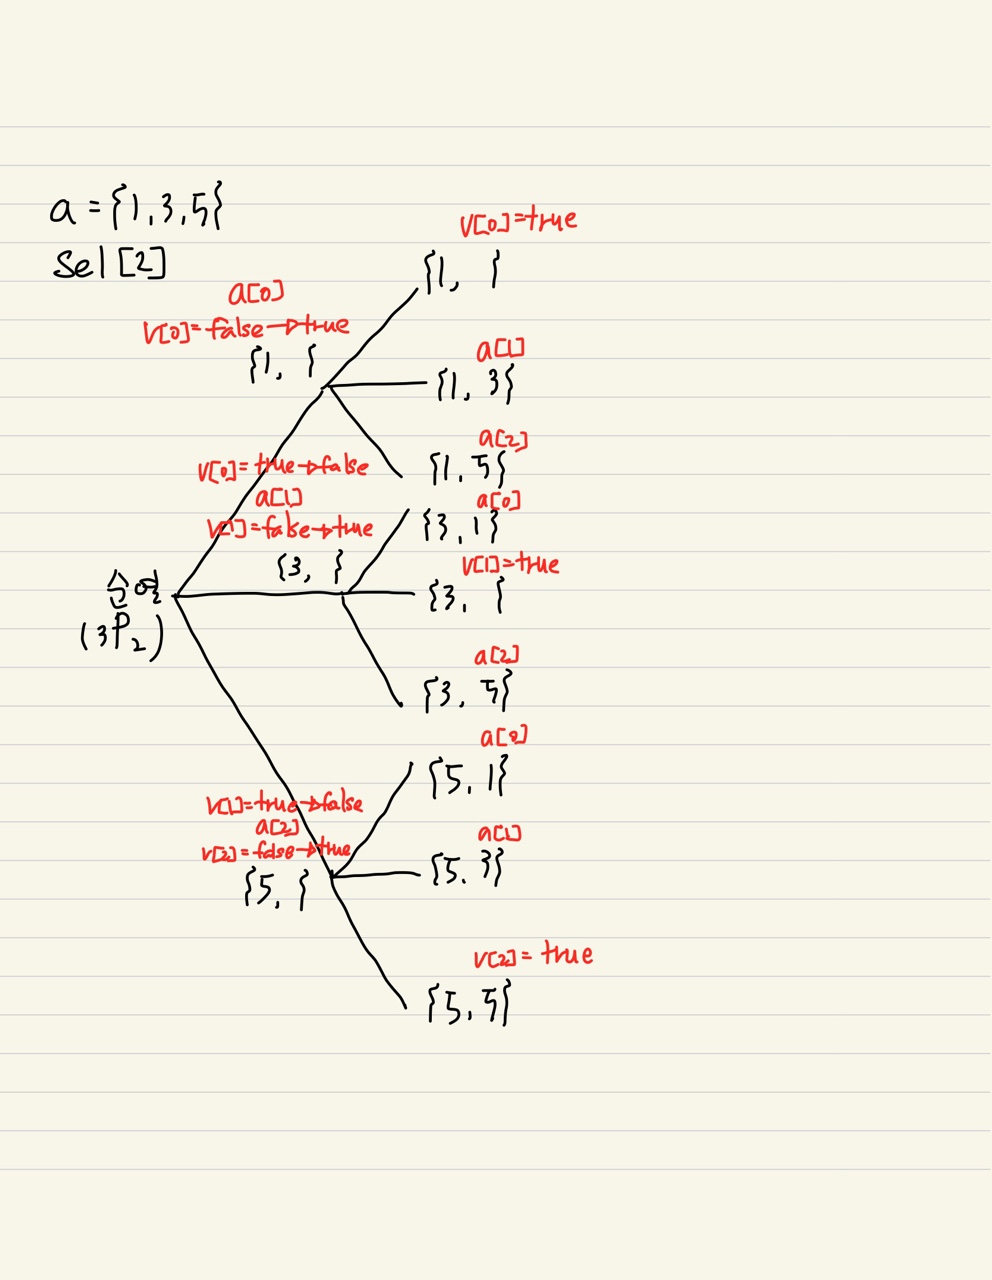 a = {1, 3, 5}
Sel [2]
v[0]=true
{1,   }
a[0]
v[0]=false→true
{1,   }
a[1]
{1, 3}
a[2]
{1, 5}
v[0]=true→false
a[1]
v[1]=false→true
{3,   }
a[0]
{3, 1}
v[1]=true
{3,   }
순열
(3P2)
a[2]
{3, 5}
a[0]
{5, 1}
v[1]=true→false
a[2]
v[2]=false→true
{5,   }
a[1]
{5. 3}
v[2]= true
{5, 5}